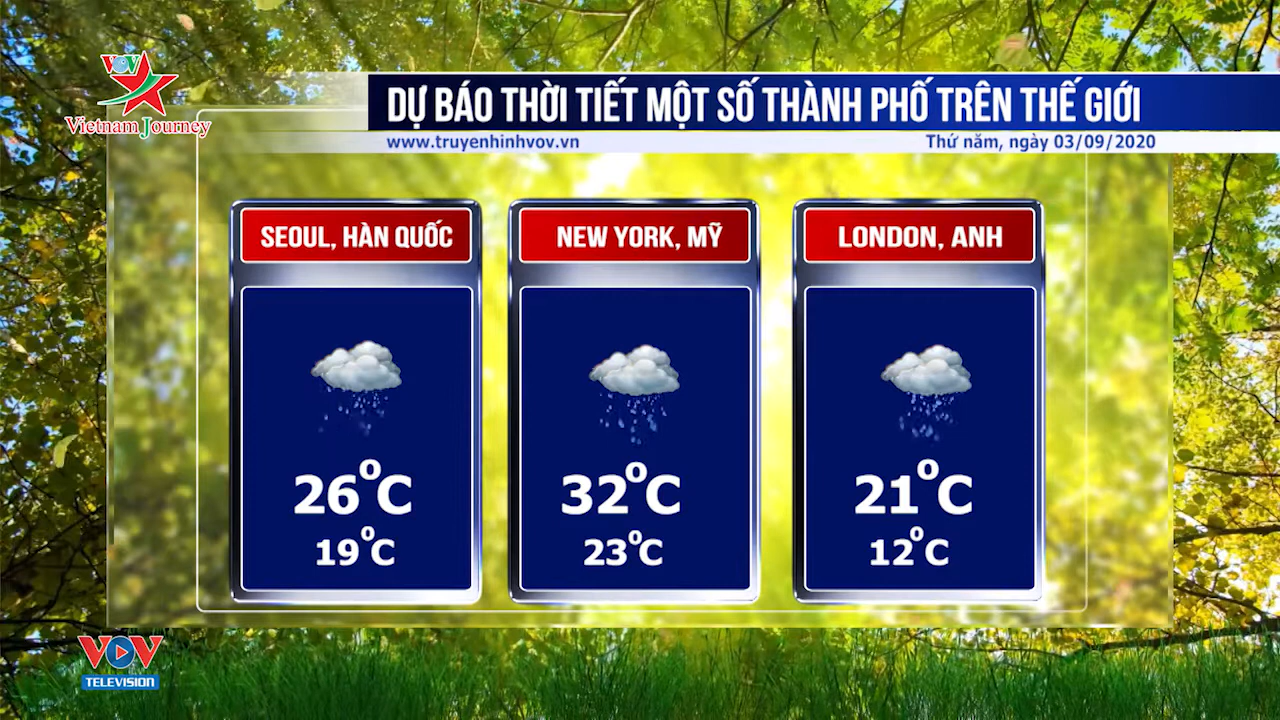 VOV
Vietnam Journey
DỰ BÁO THỜI TIẾT MỘT SỐ THÀNH PHỐ TRÊN THẾ GIỚI
www.truyenhinhvov.vn
Thứ năm, ngày 03/09/2020
SEOUL, HÀN QUỐC
26°C
19°C
NEW YORK, MỸ
32°C
23°C
LONDON, ANH
21°C
12°C
VOV
TELEVISION